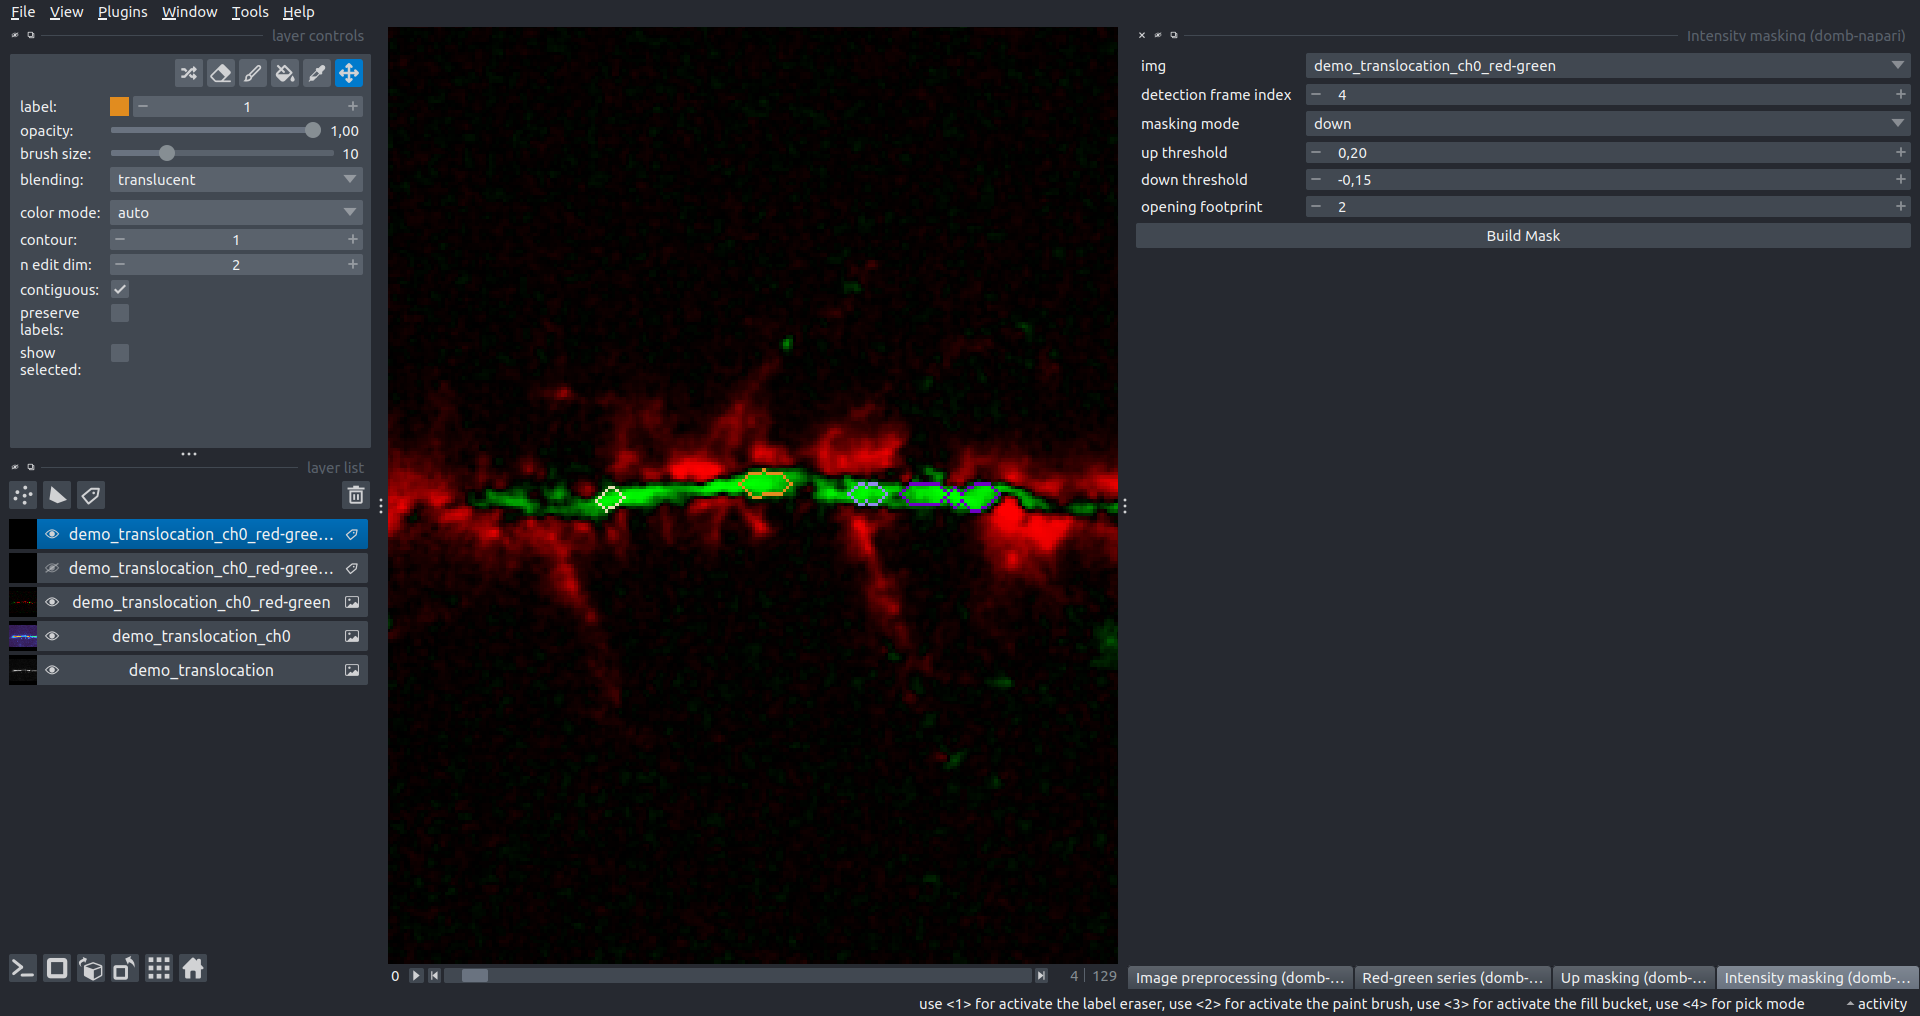 File View Plugins Window Tools Help
layer controls
label: 1
opacity: 1,00
brush size: 10
blending: translucent
color mode: auto
contour: 1
n edit dim: 2
contiguous:
preserve labels:
show selected:
layer list
demo_translocation_ch0_red-gree...
demo_translocation_ch0_red-gree...
demo_translocation_ch0_red-green
demo_translocation_ch0
demo_translocation
0
4 | 129
Intensity masking (domb-napari)
img demo_translocation_ch0_red-green
detection frame index 4
masking mode down
up threshold 0,20
down threshold -0,15
opening footprint 2
Build Mask
Image preprocessing (domb-... Red-green series (domb-... Up masking (domb-... Intensity masking (domb-...
use <1> for activate the label eraser, use <2> for activate the paint brush, use <3> for activate the fill bucket, use <4> for pick mode
activity